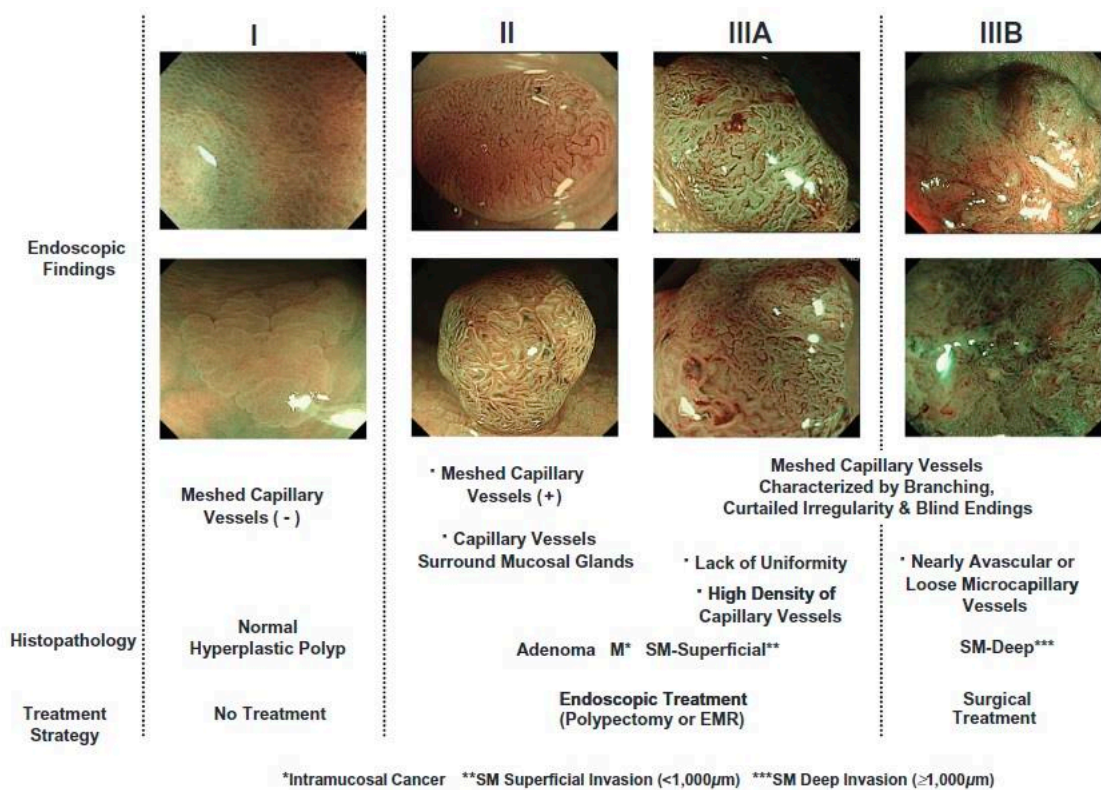 I
II
IIIA
IIIB
Endoscopic
Findings
Meshed Capillary
Vessels ( - )
· Meshed Capillary
Vessels ( + )
· Capillary Vessels
Surround Mucosal Glands
Meshed Capillary Vessels
Characterized by Branching,
Curtailed Irregularity & Blind Endings
· Lack of Uniformity
· High Density of
Capillary Vessels
· Nearly Avascular or
Loose Microcapillary
Vessels
Histopathology
Normal
Hyperplastic Polyp
Adenoma M* SM-Superficial**
SM-Deep***
Treatment
Strategy
No Treatment
Endoscopic Treatment
(Polypectomy or EMR)
Surgical
Treatment
*Intramucosal Cancer **SM Superficial Invasion (<1,000µm) ***SM Deep Invasion (≥1,000µm)